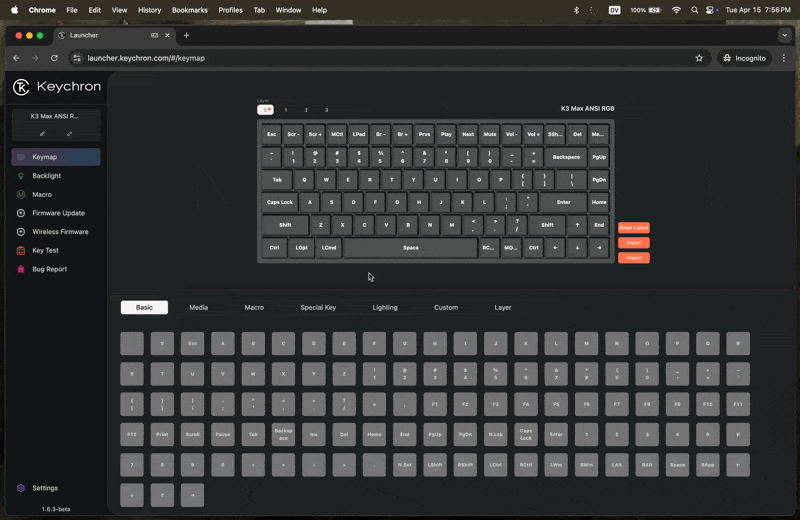 Chrome File Edit View History Bookmarks Profiles Tab Window Help DV 100% Tue Apr 15 7:56 PM
Launcher
launcher.keychron.com/#/keymap Incognito
Keychron
K3 Max ANSI R...
Keymap
Backlight
Macro
Firmware Update
Wireless Firmware
Key Test
Bug Report
Settings
1.6.3-beta
Layer
0 1 2 3 K3 Max ANSI RGB
Esc Scr - Scr + MCtl LPad Br - Br + Prvs Play Next Mute Vol - Vol + SSh... Del Mo...
~ ! @ # $ % ^ & * ( ) _ +
` 1 2 3 4 5 6 7 8 9 0 - = Backspace PgUp
Tab Q W E R T Y U I O P { } | PgDn
[ ] \
Caps Lock A S D F G H J K L : " Enter Home
; '
Shift Z X C V B N M < > ? Shift ↑ End
, . /
Ctrl LOpt LCmd Space RC... MO... Ctrl ← ↓ →
Reset Layout
Export
Import
Basic Media Macro Special Key Lighting Custom Layer
▽ Esc A B C D E F G H I J K L M N O P Q R
S T U V W X Y Z ! @ # $ % ^ & * ( ) _ + ~
1 2 3 4 5 6 7 8 9 0 - = `
{ } | : " < > ? = , F1 F2 F3 F4 F5 F6 F7 F8 F9 F10 F11
[ ] \ ; ' , . /
F12 Print Scroll Pause Tab Backspace Ins Del Home End PgUp PgDn N.Lck Caps Lock Enter 1 2 3 4 5 6
7 8 9 0 N.Ent LShift RShift LCtrl RCtrl LWin RWin LAlt RAlt Space RApp ←
↓ ↑ →